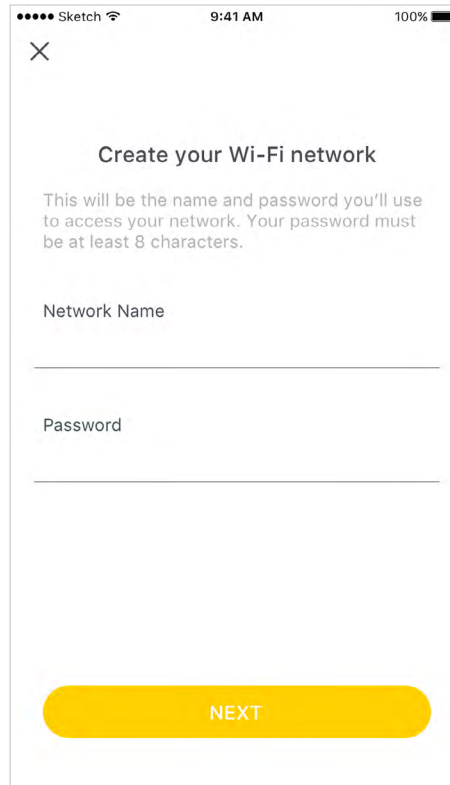 Sketch 9:41 AM 100%
Create your Wi-Fi network
This will be the name and password you'll use
to access your network. Your password must
be at least 8 characters.
Network Name
Password
NEXT